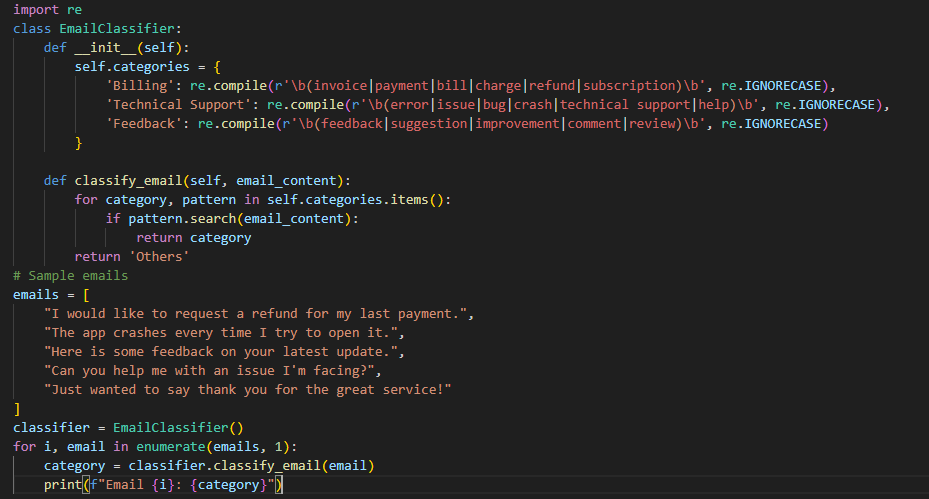 import re
class EmailClassifier:
    def __init__(self):
        self.categories = {
            'Billing': re.compile(r'\b(invoice|payment|bill|charge|refund|subscription)\b', re.IGNORECASE),
            'Technical Support': re.compile(r'\b(error|issue|bug|crash|technical support|help)\b', re.IGNORECASE),
            'Feedback': re.compile(r'\b(feedback|suggestion|improvement|comment|review)\b', re.IGNORECASE)
        }

    def classify_email(self, email_content):
        for category, pattern in self.categories.items():
            if pattern.search(email_content):
                return category
        return 'Others'
# Sample emails
emails = [
    "I would like to request a refund for my last payment.",
    "The app crashes every time I try to open it.",
    "Here is some feedback on your latest update.",
    "Can you help me with an issue I'm facing?",
    "Just wanted to say thank you for the great service!"
]
classifier = EmailClassifier()
for i, email in enumerate(emails, 1):
    category = classifier.classify_email(email)
    print(f"Email {i}: {category}")